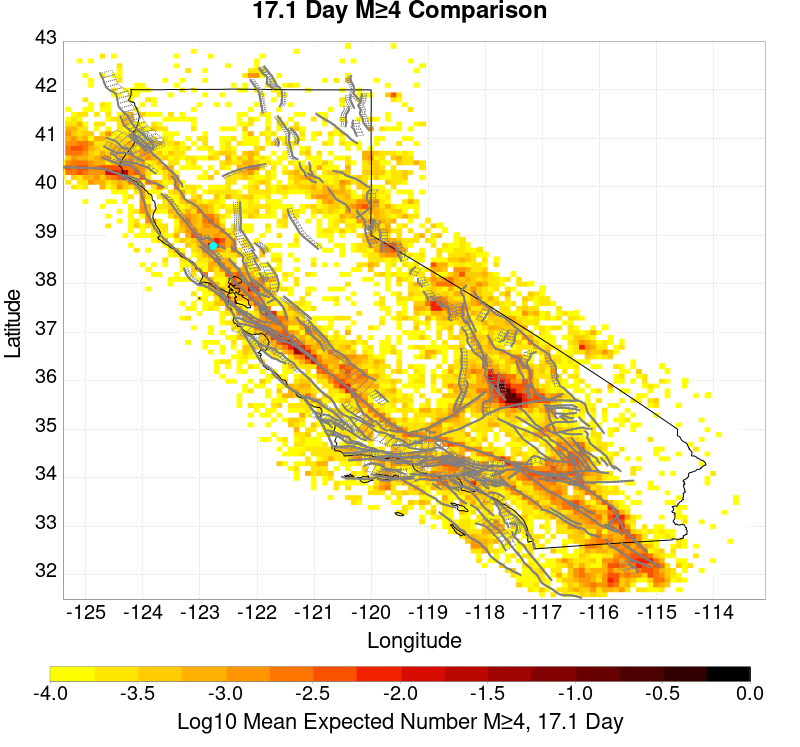 17.1 Day M≥4 Comparison
43
42
41
40
39
38
37
36
35
34
33
32
Latitude
-125 -124 -123 -122 -121 -120 -119 -118 -117 -116 -115 -114
Longitude
-4.0 -3.5 -3.0 -2.5 -2.0 -1.5 -1.0 -0.5 0.0
Log10 Mean Expected Number M≥4, 17.1 Day